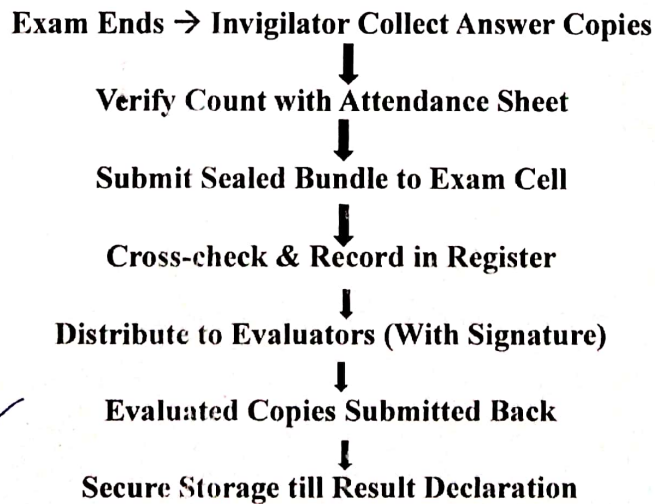 Exam Ends → Invigilator Collect Answer Copies
Verify Count with Attendance Sheet
Submit Sealed Bundle to Exam Cell
Cross-check & Record in Register
Distribute to Evaluators (With Signature)
Evaluated Copies Submitted Back
Secure Storage till Result Declaration